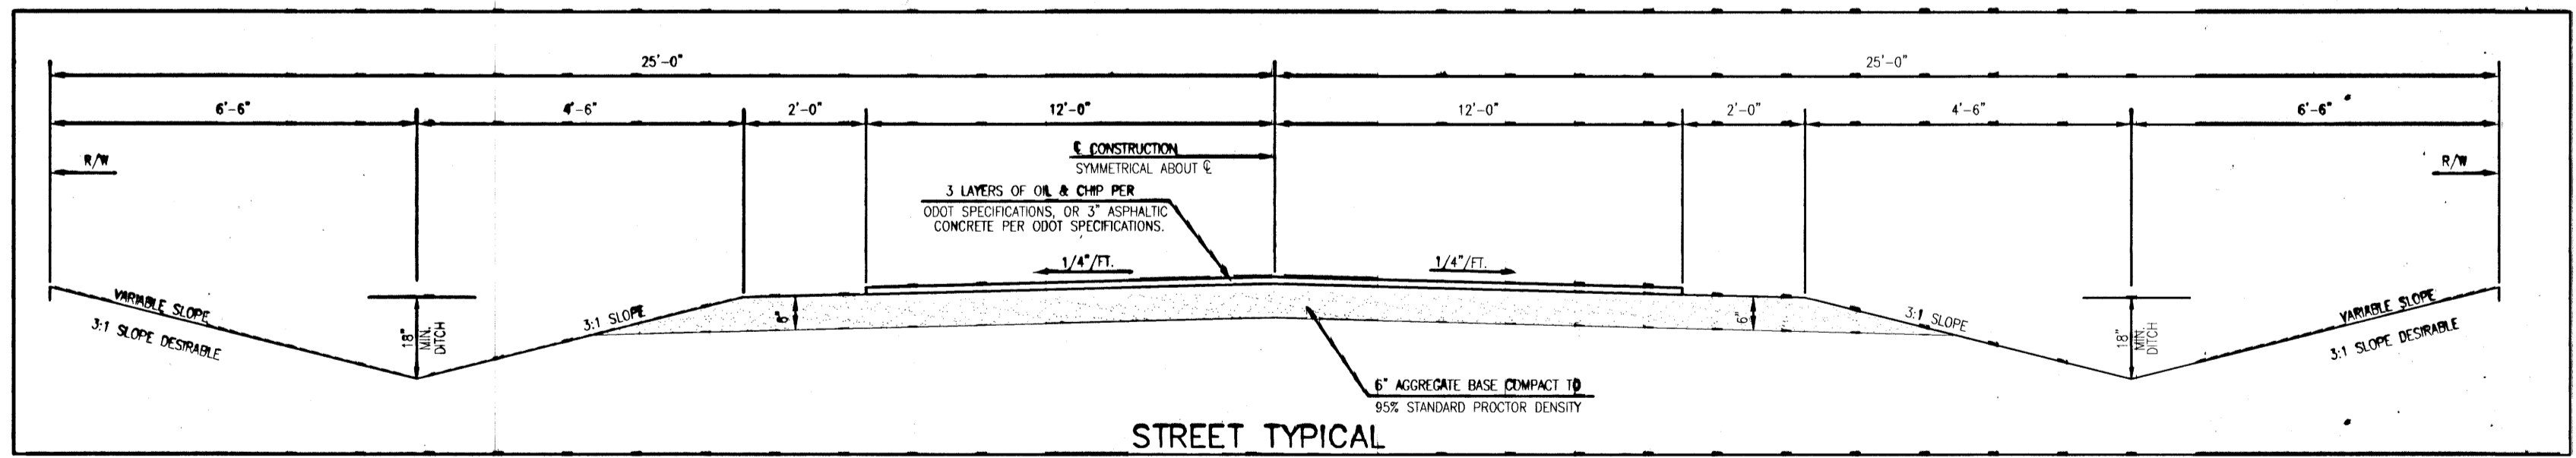 25'-0" 25'-0"
6'-6" 4'-6" 2'-0" 12'-0" 12'-0" 2'-0" 4'-6" 6'-6"
R/W
℄ CONSTRUCTION
SYMMETRICAL ABOUT ℄
R/W
3 LAYERS OF OIL & CHIP PER
ODOT SPECIFICATIONS, OR 3" ASPHALTIC
CONCRETE PER ODOT SPECIFICATIONS.
1/4"/FT. 1/4"/FT.
VARIABLE SLOPE
3:1 SLOPE DESIRABLE
18"
MIN.
DITCH
3:1 SLOPE
6"
6"
3:1 SLOPE
18"
MIN.
DITCH
VARIABLE SLOPE
3:1 SLOPE DESIRABLE
6" AGGREGATE BASE COMPACT TO
95% STANDARD PROCTOR DENSITY
STREET TYPICAL